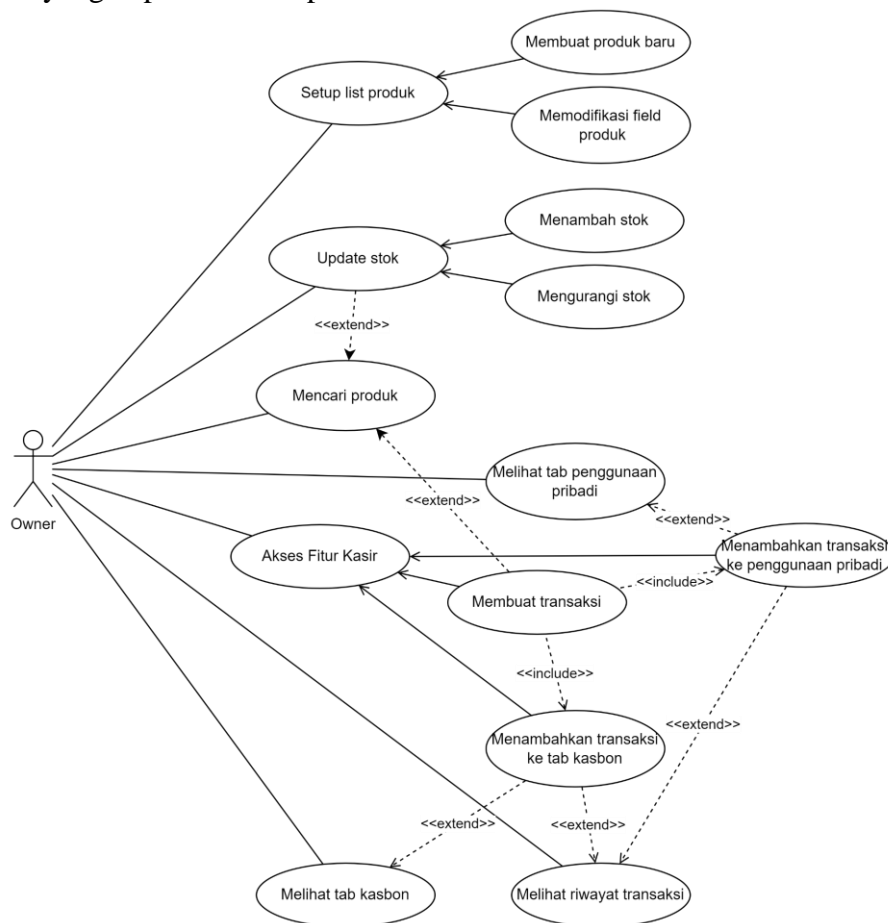 Membuat produk baru
Setup list produk
Memodifikasi field
produk
Menambah stok
Update stok
Mengurangi stok
<<extend>>
Mencari produk
Melihat tab penggunaan
pribadi
<<extend>>
<<extend>>
Owner
Akses Fitur Kasir
Menambahkan transaksi
ke penggunaan pribadi
<<include>>
Membuat transaksi
<<include>>
Menambahkan transaksi
ke tab kasbon
<<extend>>
<<extend>>
<<extend>>
Melihat tab kasbon
Melihat riwayat transaksi